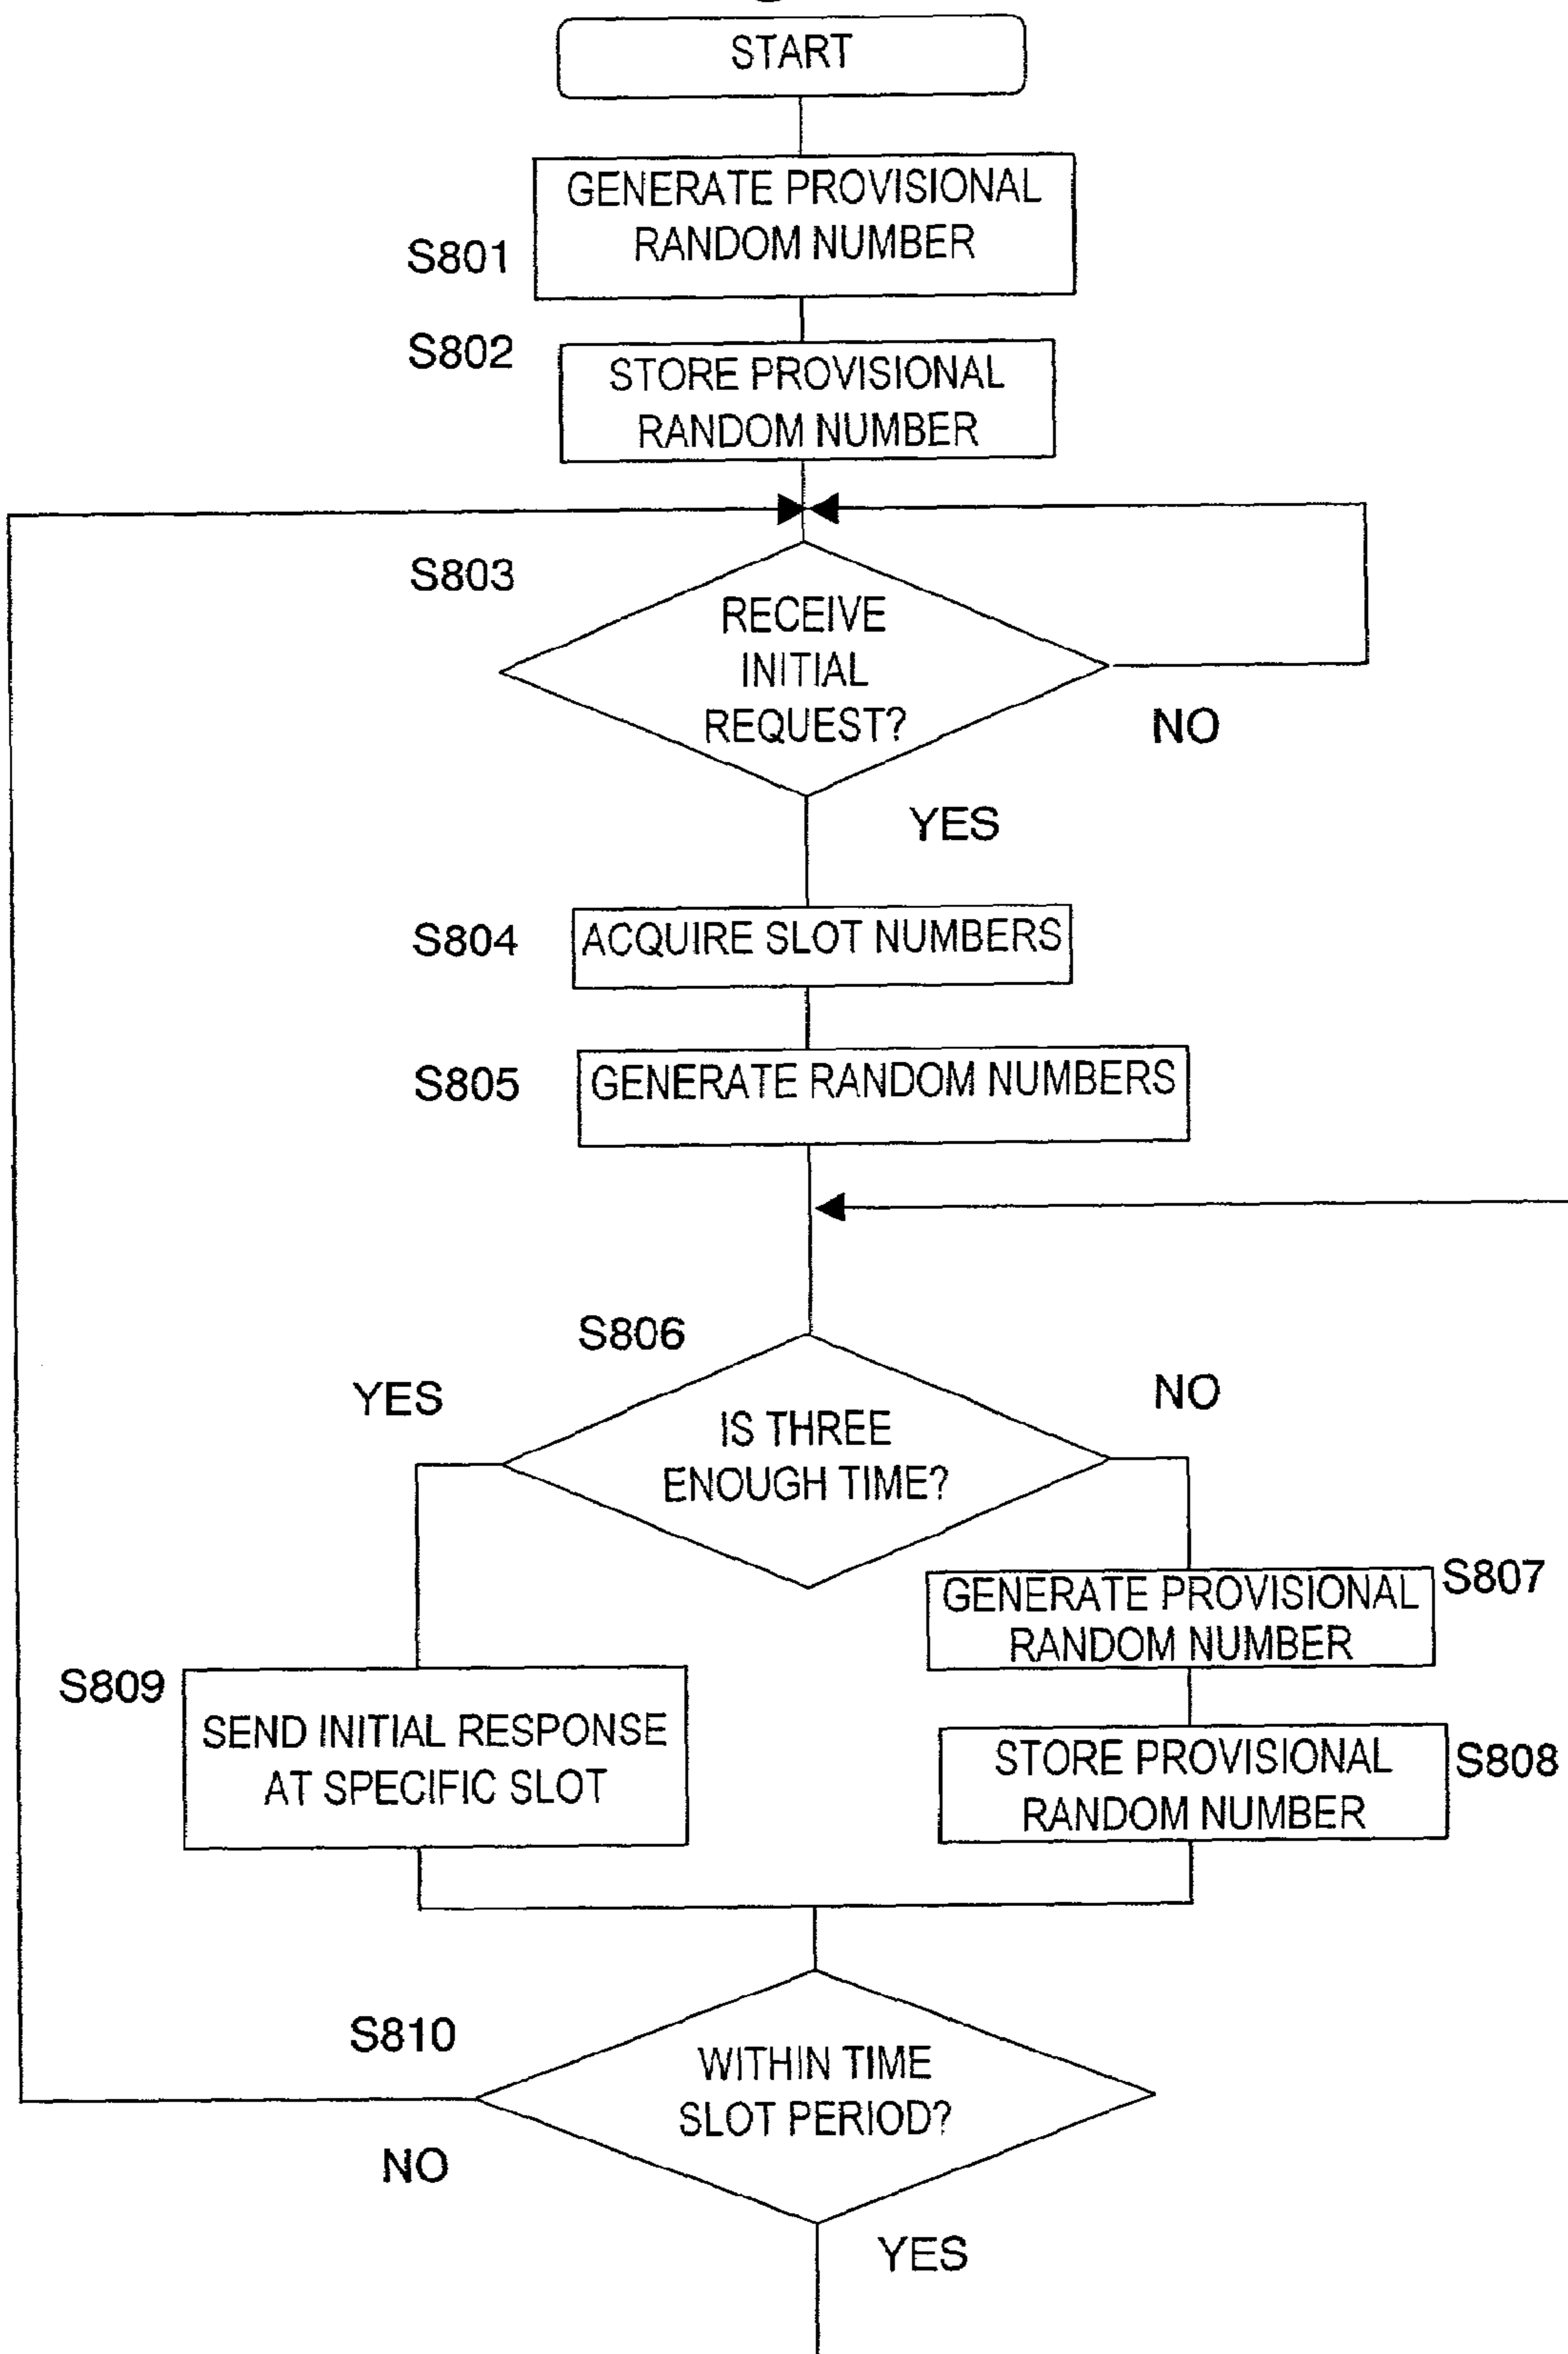 START
GENERATE PROVISIONAL
RANDOM NUMBER
S801
S802
STORE PROVISIONAL
RANDOM NUMBER
S803
RECEIVE
INITIAL
REQUEST?
NO
YES
S804
ACQUIRE SLOT NUMBERS
S805
GENERATE RANDOM NUMBERS
S806
YES
NO
IS THREE
ENOUGH TIME?
S807
GENERATE PROVISIONAL
RANDOM NUMBER
S809
SEND INITIAL RESPONSE
AT SPECIFIC SLOT
S808
STORE PROVISIONAL
RANDOM NUMBER
S810
WITHIN TIME
SLOT PERIOD?
NO
YES